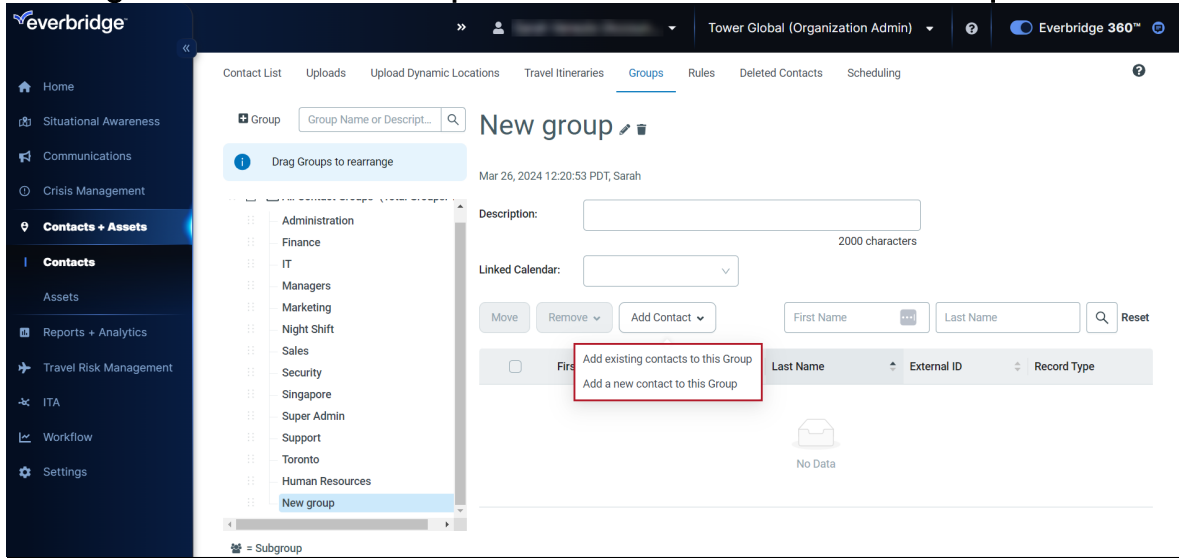 everbridge
Tower Global (Organization Admin)
Everbridge 360™
Home
Situational Awareness
Communications
Crisis Management
Contacts + Assets
Contacts
Assets
Reports + Analytics
Travel Risk Management
ITA
Workflow
Settings
Contact List Uploads Upload Dynamic Locations Travel Itineraries Groups Rules Deleted Contacts Scheduling
Group Group Name or Descript...
Drag Groups to rearrange
Administration
Finance
IT
Managers
Marketing
Night Shift
Sales
Security
Singapore
Super Admin
Support
Toronto
Human Resources
New group
= Subgroup
New group
Mar 26, 2024 12:20:53 PDT, Sarah
Description:
2000 characters
Linked Calendar:
Move Remove Add Contact First Name Last Name Reset
Add existing contacts to this Group
Add a new contact to this Group
Last Name External ID Record Type
No Data